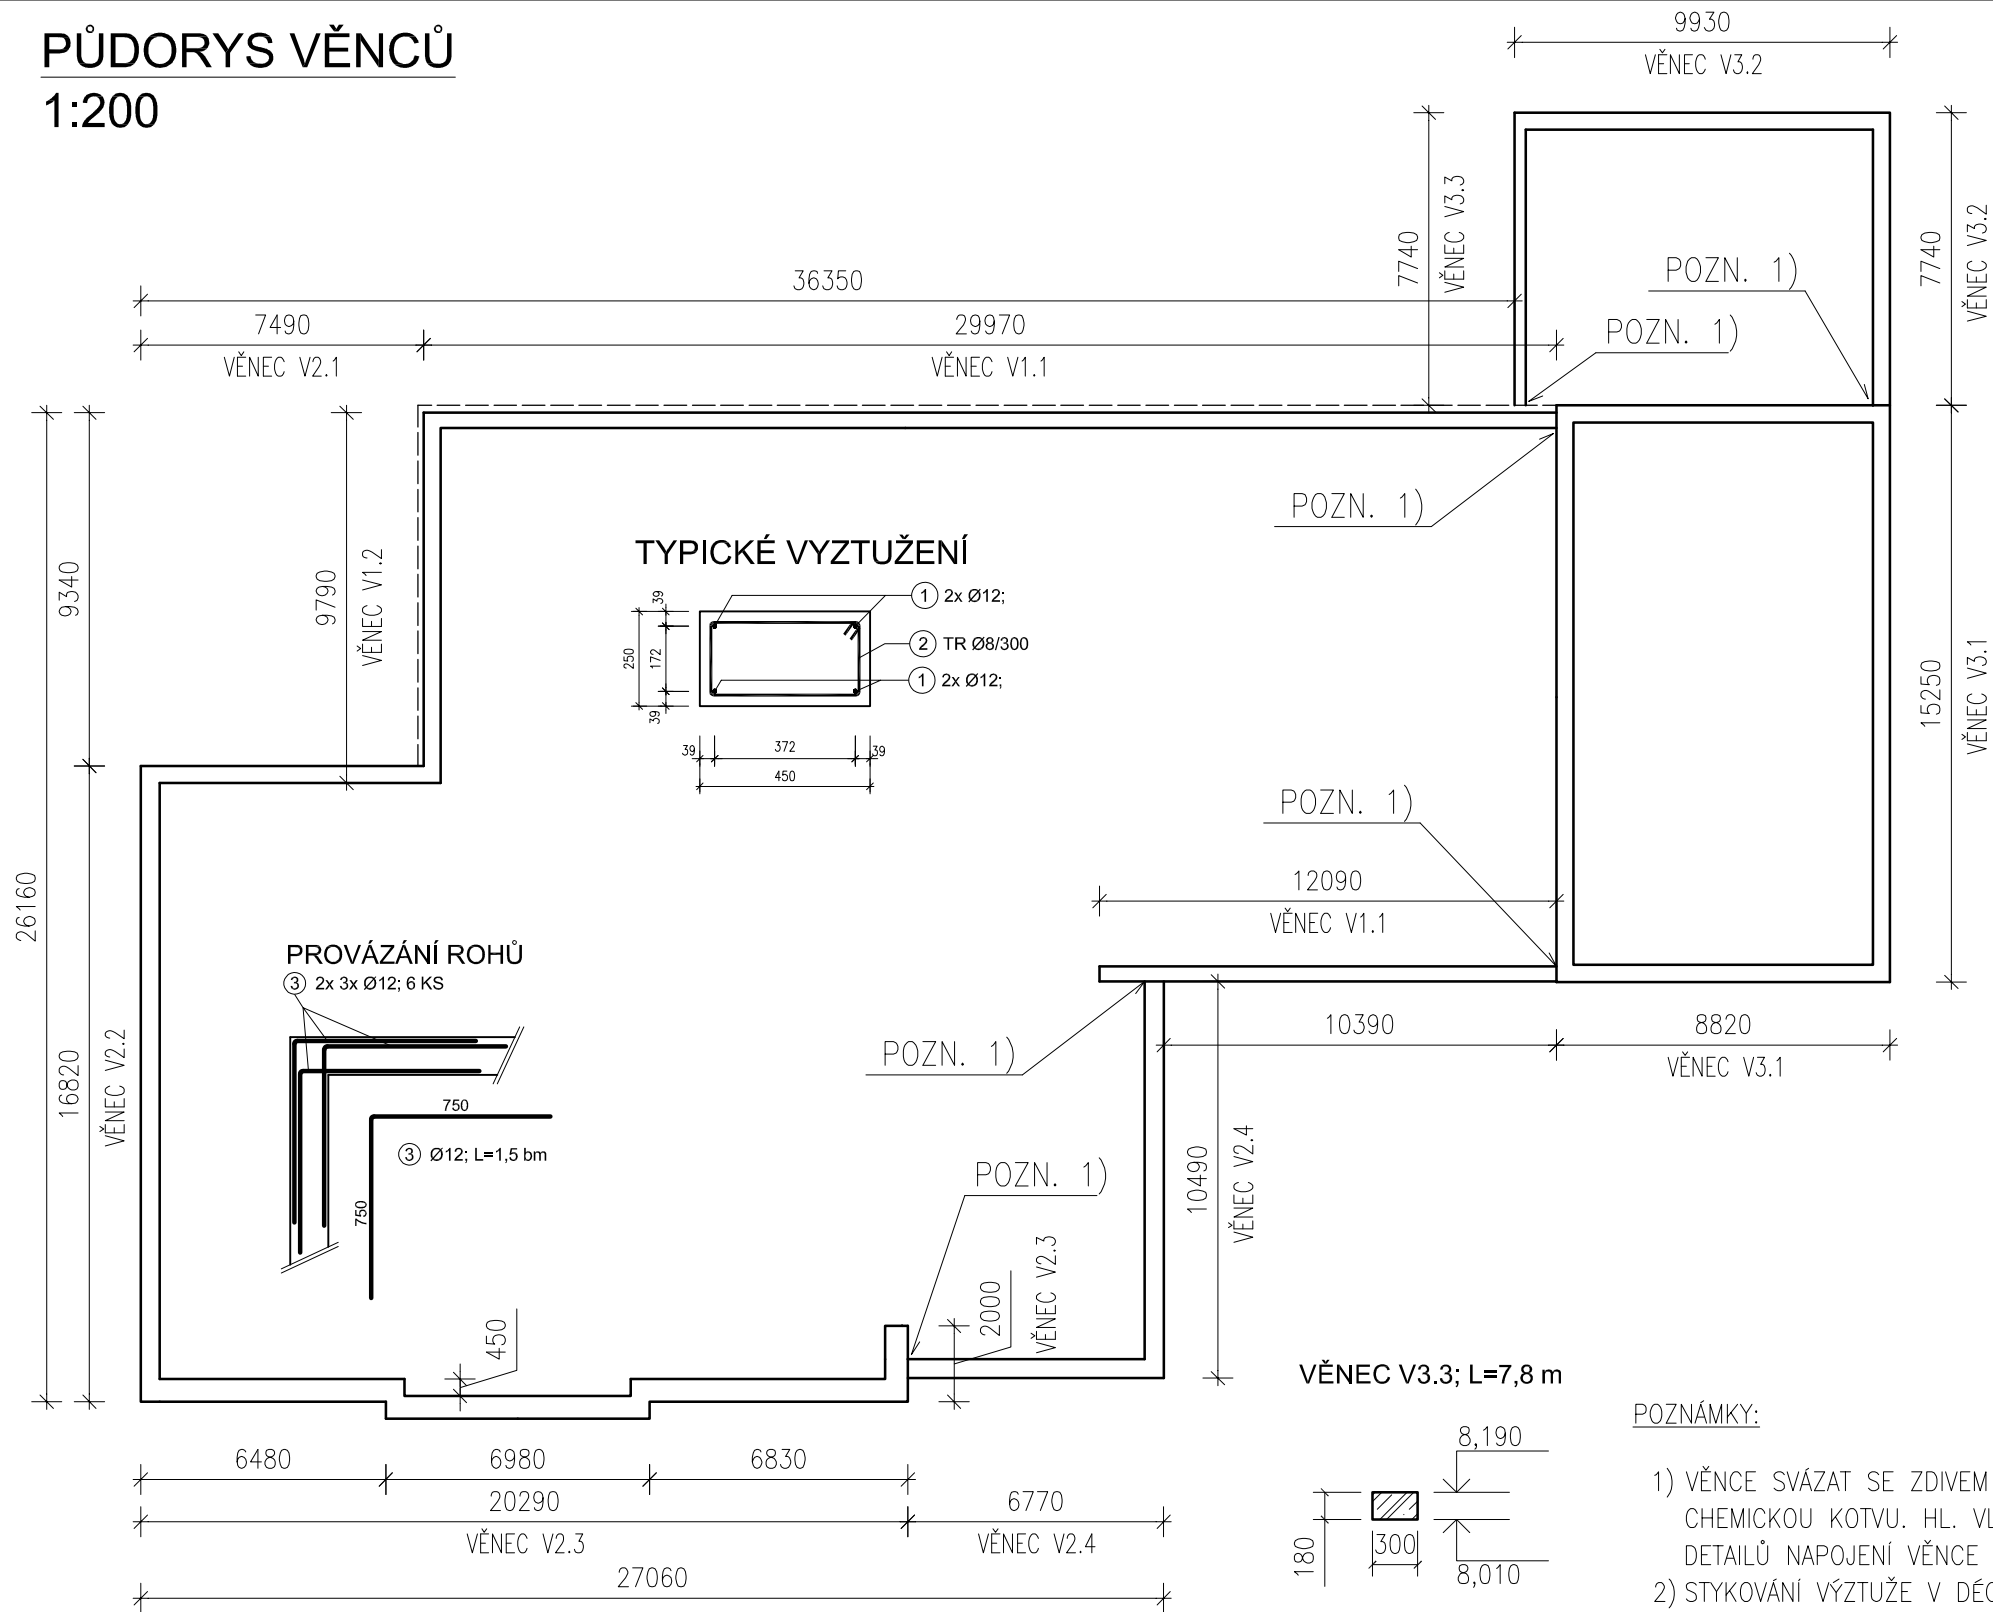 PŮDORYS VĚNCŮ
1:200
9930
VĚNEC V3.2
7740
VĚNEC V3.3
7740
VĚNEC V3.2
36350
7490
VĚNEC V2.1
29970
VĚNEC V1.1
POZN. 1)
POZN. 1)
POZN. 1)
26160
9340
9790
VĚNEC V1.2
TYPICKÉ VYZTUŽENÍ
1 2x Ø12;
2 TR Ø8/300
1 2x Ø12;
39
172
39
250
39
372
39
450
15250
VĚNEC V3.1
POZN. 1)
12090
VĚNEC V1.1
PROVÁZÁNÍ ROHŮ
3 2x 3x Ø12; 6 KS
16820
VĚNEC V2.2
10390
8820
VĚNEC V3.1
POZN. 1)
750
750
3 Ø12; L=1,5 bm
10490
VĚNEC V2.4
POZN. 1)
2000
VĚNEC V2.3
450
VĚNEC V3.3; L=7,8 m
8,190
8,010
180
300
6480
6980
6830
20290
VĚNEC V2.3
6770
VĚNEC V2.4
27060
POZNÁMKY:
1) VĚNCE SVÁZAT SE ZDIVEM
CHEMICKOU KOTVU. HL.
DETAILŮ NAPOJENÍ VĚNCE
2) STYKOVÁNÍ VÝZTUŽE V